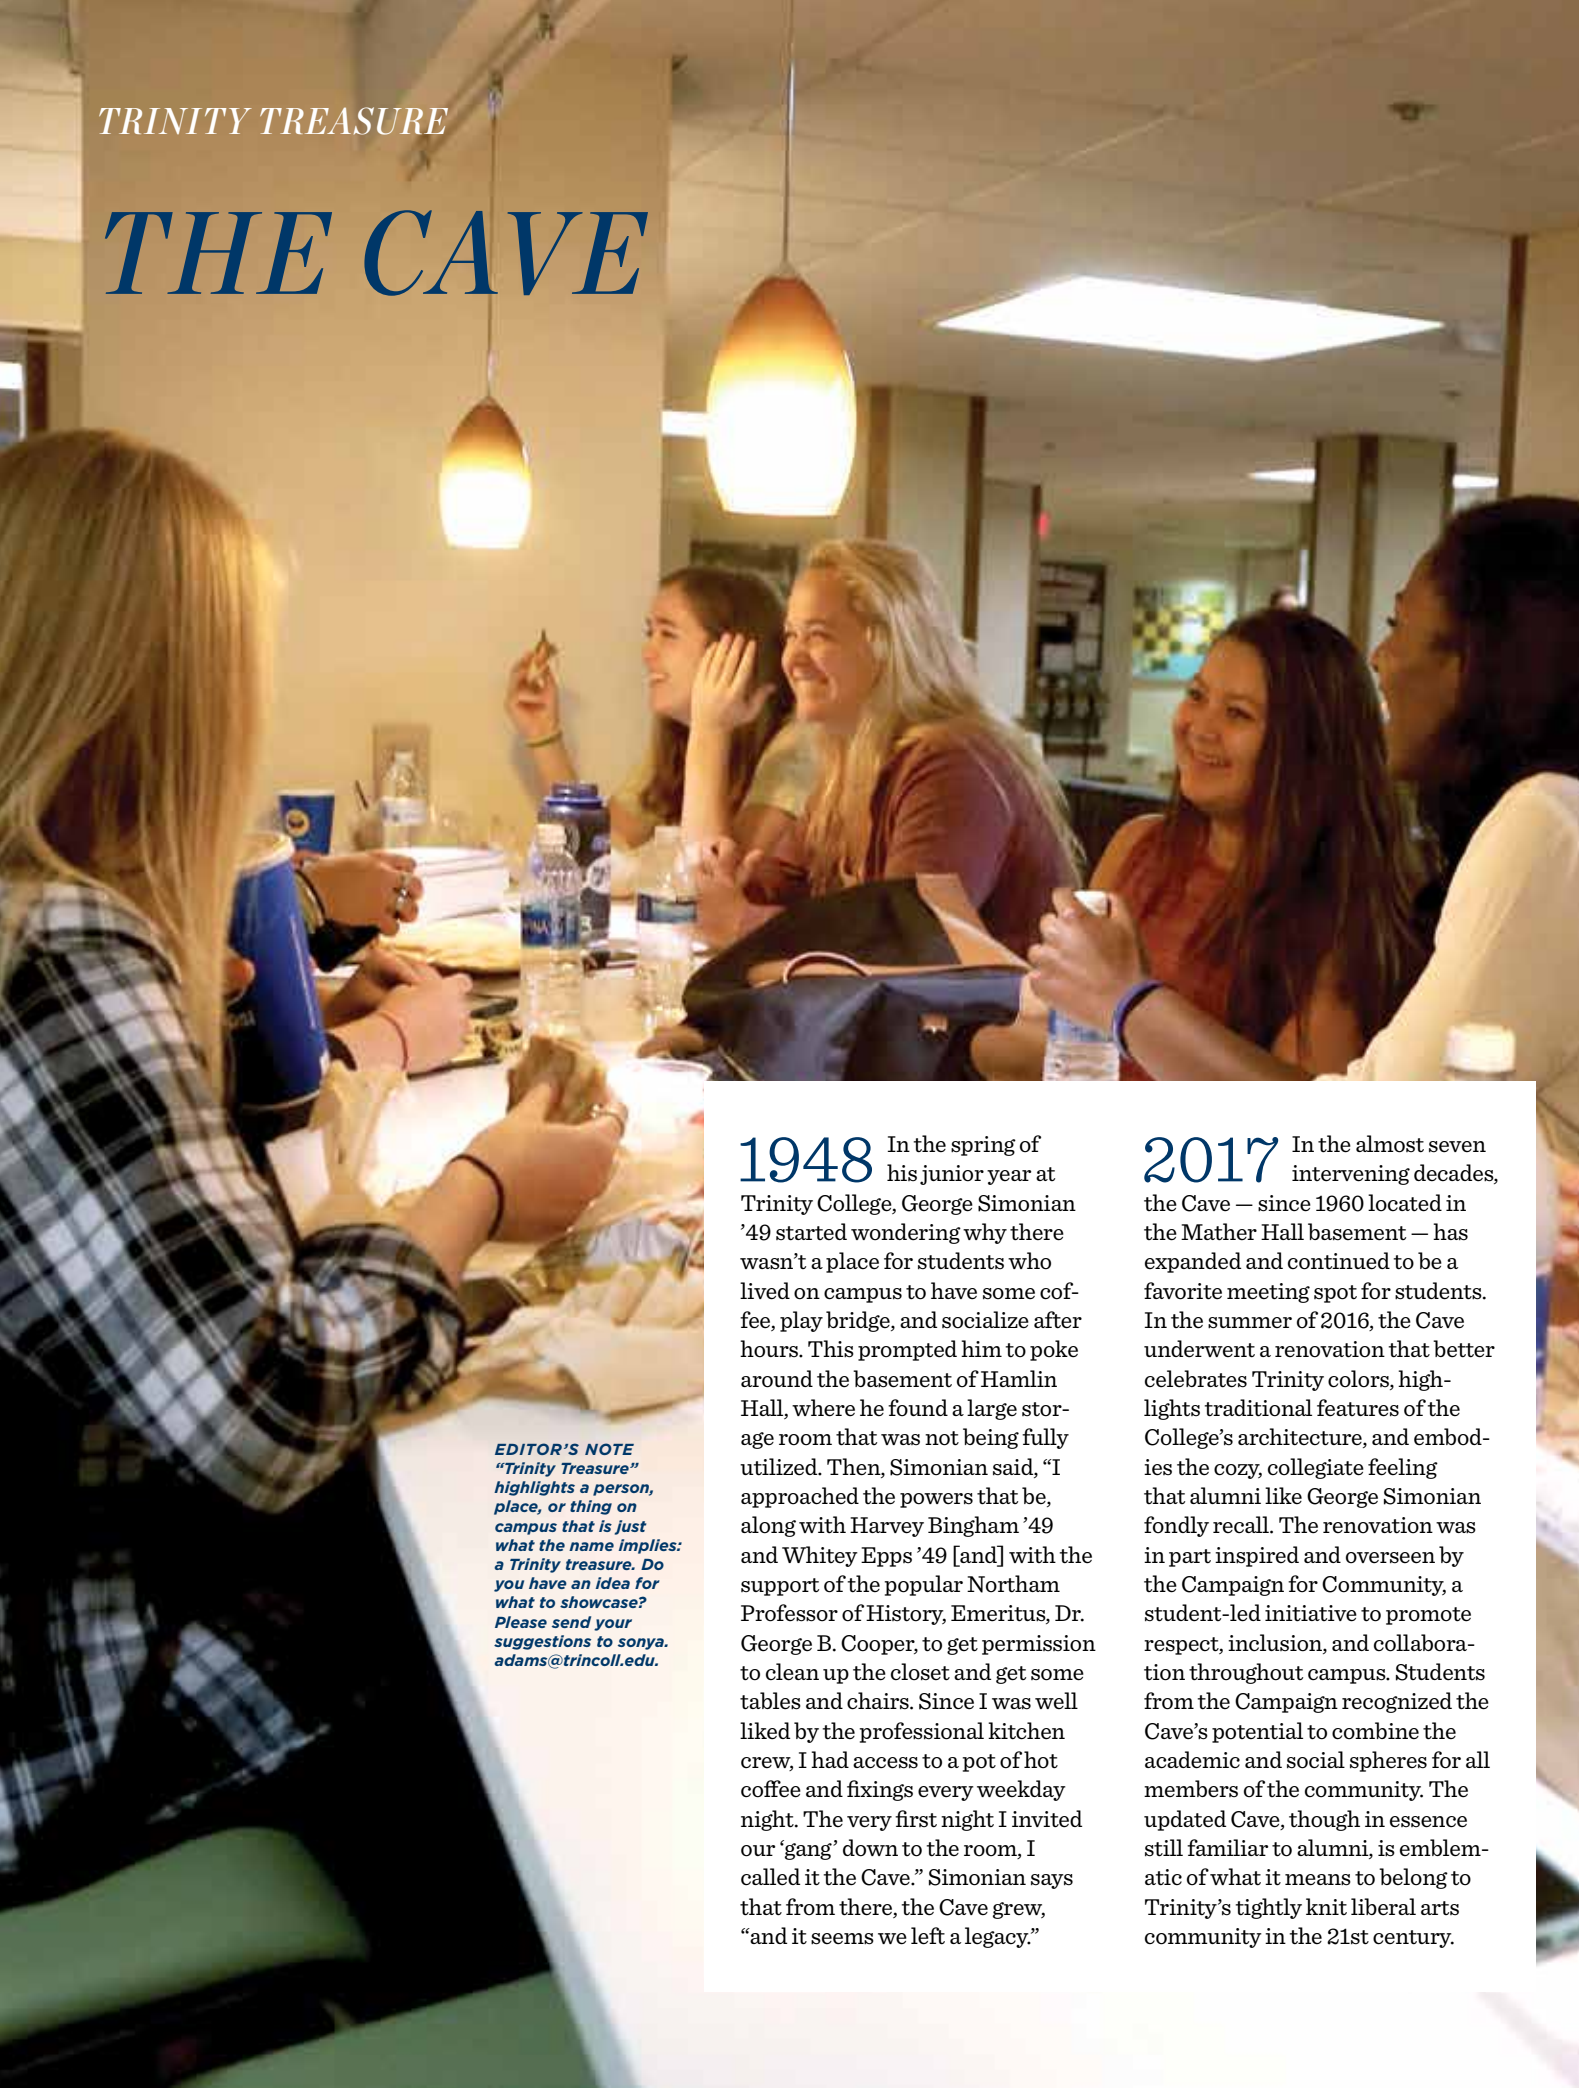 TRINITY TREASURE
THE CAVE
EDITOR'S NOTE
“Trinity Treasure”
highlights a person,
place, or thing on
campus that is just
what the name implies:
a Trinity treasure. Do
you have an idea for
what to showcase?
Please send your
suggestions to sonya.
adams@trincoll.edu.
1948 In the spring of
his junior year at
Trinity College, George Simonian
’49 started wondering why there
wasn’t a place for students who
lived on campus to have some cof-
fee, play bridge, and socialize after
hours. This prompted him to poke
around the basement of Hamlin
Hall, where he found a large stor-
age room that was not being fully
utilized. Then, Simonian said, “I
approached the powers that be,
along with Harvey Bingham ’49
and Whitey Epps ’49 [and] with the
support of the popular Northam
Professor of History, Emeritus, Dr.
George B. Cooper, to get permission
to clean up the closet and get some
tables and chairs. Since I was well
liked by the professional kitchen
crew, I had access to a pot of hot
coffee and fixings every weekday
night. The very first night I invited
our ‘gang’ down to the room, I
called it the Cave.” Simonian says
that from there, the Cave grew,
“and it seems we left a legacy.”
2017 In the almost seven
intervening decades,
the Cave — since 1960 located in
the Mather Hall basement — has
expanded and continued to be a
favorite meeting spot for students.
In the summer of 2016, the Cave
underwent a renovation that better
celebrates Trinity colors, high-
lights traditional features of the
College’s architecture, and embod-
ies the cozy, collegiate feeling
that alumni like George Simonian
fondly recall. The renovation was
in part inspired and overseen by
the Campaign for Community, a
student-led initiative to promote
respect, inclusion, and collabora-
tion throughout campus. Students
from the Campaign recognized the
Cave’s potential to combine the
academic and social spheres for all
members of the community. The
updated Cave, though in essence
still familiar to alumni, is emblem-
atic of what it means to belong to
Trinity’s tightly knit liberal arts
community in the 21st century.